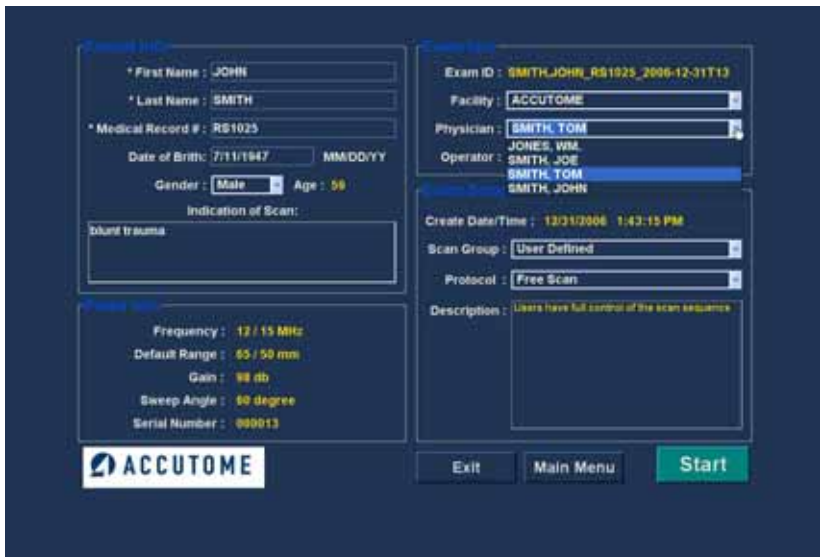 * First Name : JOHN
* Last Name : SMITH
* Medical Record # : RS1025
Date of Brith: 7/11/1947 MM/DD/YY
Gender : Male Age : 59
Indication of Scan:
blunt trauma
Frequency : 12 / 15 MHz
Default Range : 65 / 50 mm
Gain : 98 db
Sweep Angle : 60 degree
Serial Number : 000013
ACCUTOME
Exam ID : SMITH,JOHN_RS1025_2006-12-31T13
Facility : ACCUTOME
Physician : SMITH, TOM
JONES, WM.
Operator : SMITH, JOE
SMITH, TOM
SMITH, JOHN
Create Date/Time : 12/31/2006 1:43:15 PM
Scan Group : User Defined
Protocol : Free Scan
Description : Users have full control of the scan sequence
Exit Main Menu Start